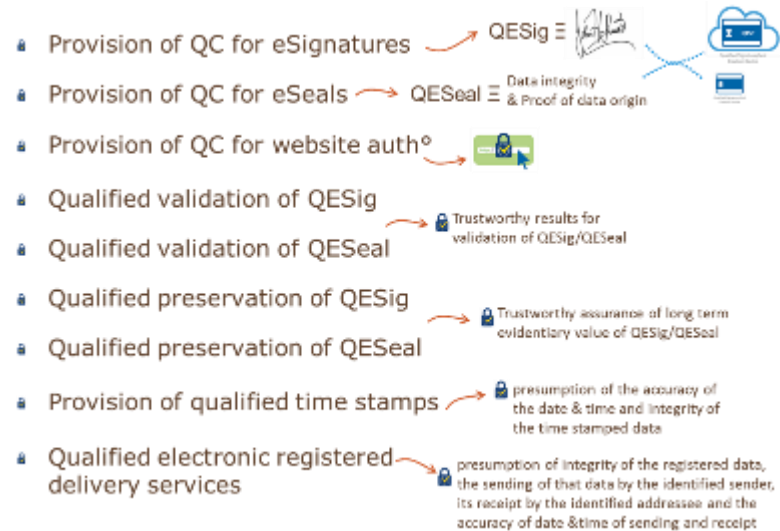 Provision of QC for eSignatures
QESig Ξ
Provision of QC for eSeals
QESeal Ξ
Data integrity
& Proof of data origin
Provision of QC for website auth°
Qualified validation of QESig
Qualified validation of QESeal
Trustworthy results for
validation of QESig/QESeal
Qualified preservation of QESig
Qualified preservation of QESeal
Trustworthy assurance of long term
evidentiary value of QESig/QESeal
Provision of qualified time stamps
presumption of the accuracy of
the date & time and integrity of
the time stamped data
Qualified electronic registered
delivery services
presumption of integrity of the registered data,
the sending of that data by the identified sender,
its receipt by the identified addressee and the
accuracy of date &time of sending and receipt